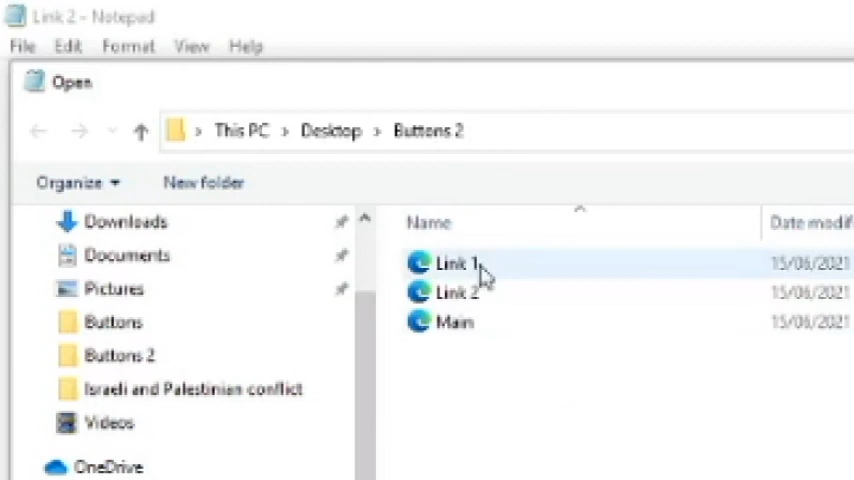 Link 2 - Notepad
File Edit Format View Help
Open
This PC › Desktop › Buttons 2
Organize New folder
Downloads
Documents
Pictures
Buttons
Buttons 2
Israeli and Palestinian conflict
Videos
OneDrive
Name Date modif
Link 1 15/06/2021
Link 2 15/06/2021
Main 15/06/2021